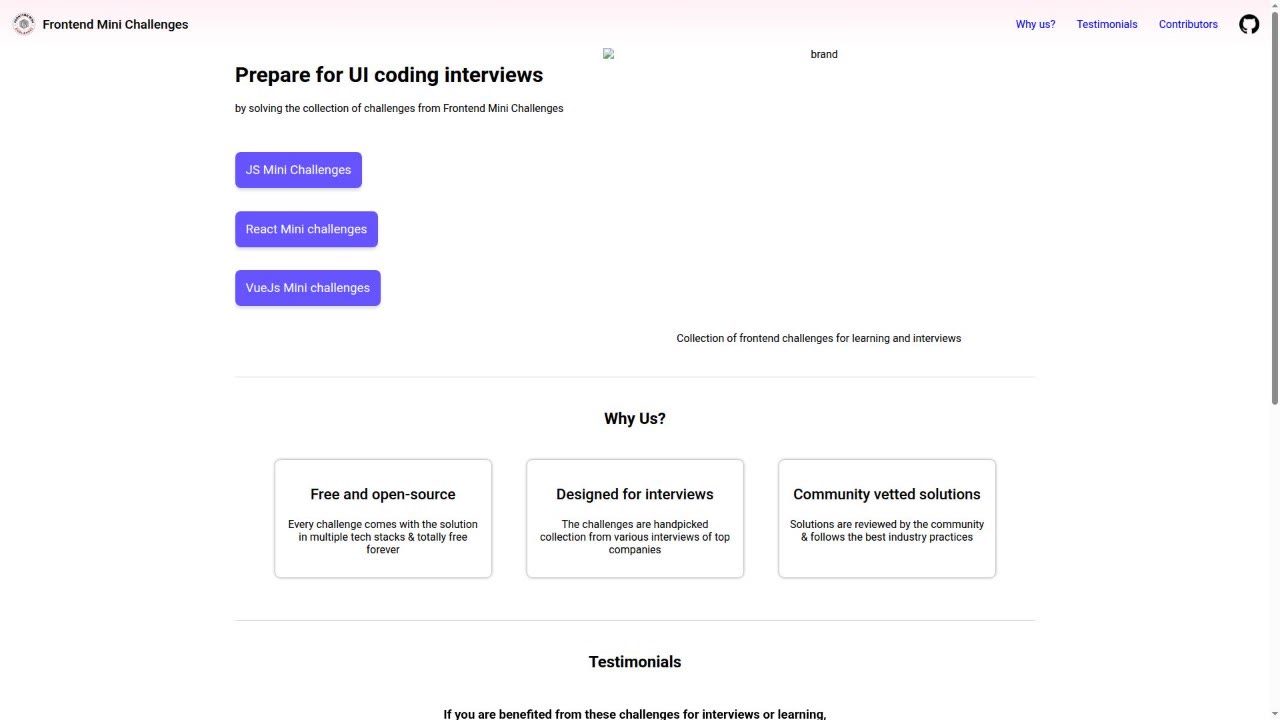 Frontend Mini Challenges
Why us?
Testimonials
Contributors
brand
Prepare for UI coding interviews
by solving the collection of challenges from Frontend Mini Challenges
JS Mini Challenges
React Mini challenges
VueJs Mini challenges
Collection of frontend challenges for learning and interviews
Why Us?
Free and open-source
Every challenge comes with the solution
in multiple tech stacks & totally free
forever
Designed for interviews
The challenges are handpicked
collection from various interviews of top
companies
Community vetted solutions
Solutions are reviewed by the community
& follows the best industry practices
Testimonials
If you are benefited from these challenges for interviews or learning,